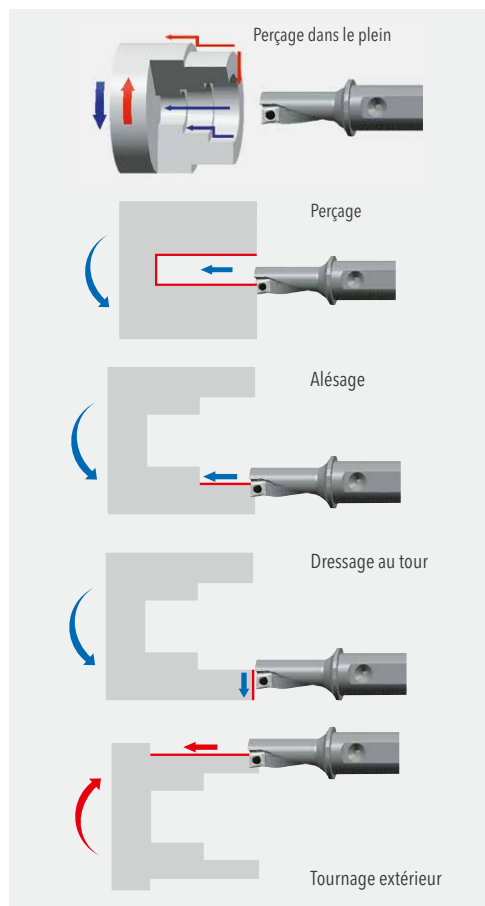 Perçage dans le plein
Perçage
Alésage
Dressage au tour
Tournage extérieur